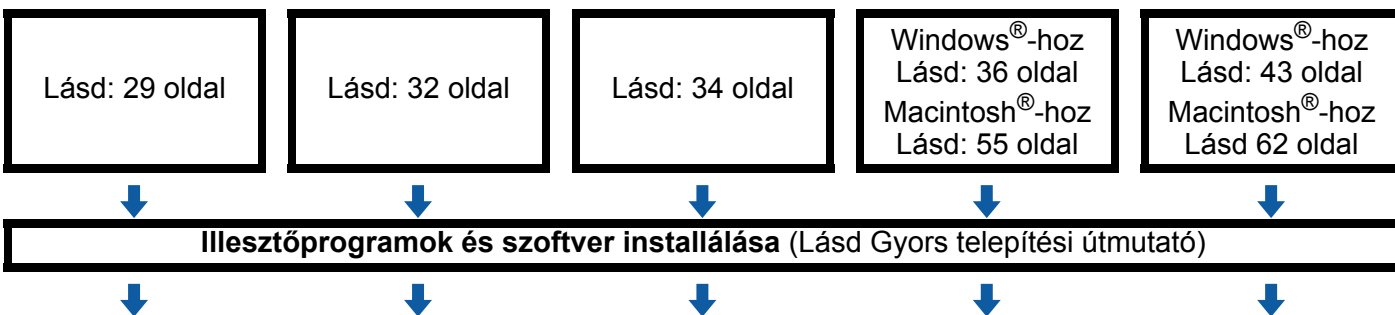 Lásd: 29 oldal
Lásd: 32 oldal
Lásd: 34 oldal
Windows®-hoz
Lásd: 36 oldal
Macintosh®-hoz
Lásd: 55 oldal
Windows®-hoz
Lásd: 43 oldal
Macintosh®-hoz
Lásd 62 oldal
Illesztőprogramok és szoftver installálása (Lásd Gyors telepítési útmutató)